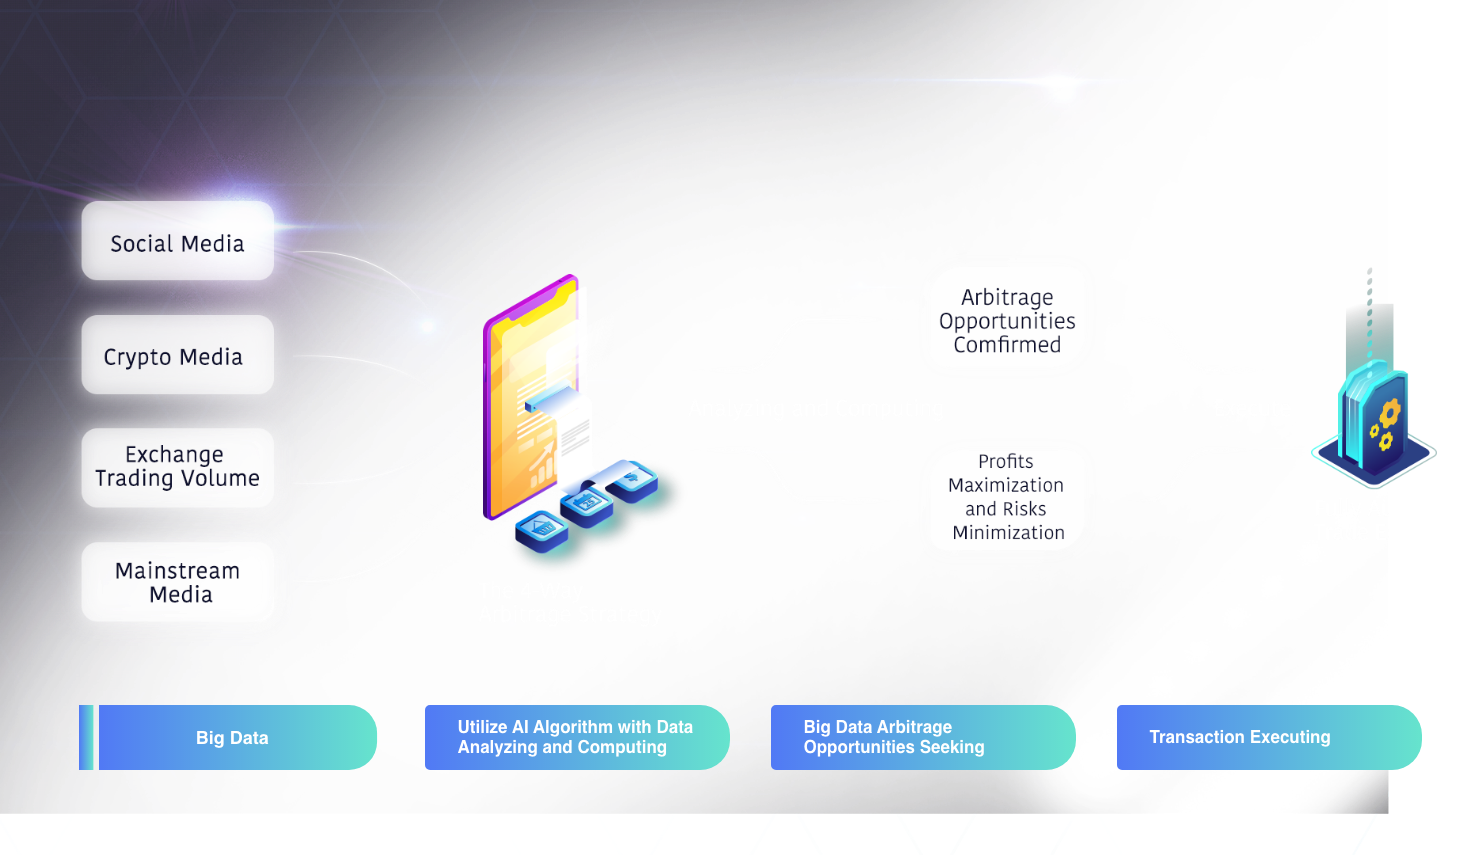 Social Media
Crypto Media
Exchange
Trading Volume
Mainstream
Media
Arbitrage
Opportunities
Comfirmed
Profits
Maximization
and Risks
Minimization
Big Data
Utilize AI Algorithm with Data
Analyzing and Computing
Big Data Arbitrage
Opportunities Seeking
Transaction Executing